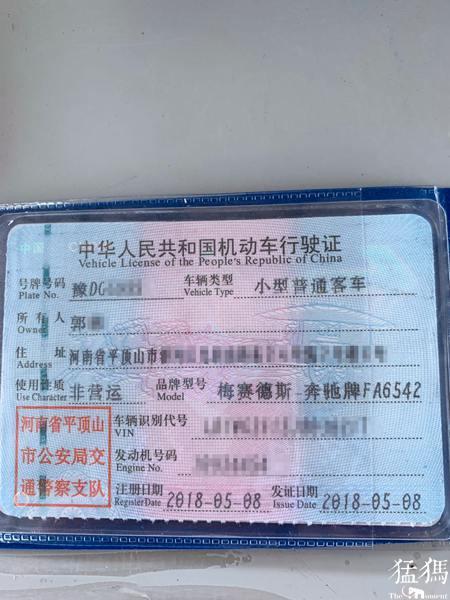 中华人民共和国机动车行驶证
Vehicle License of the People's Republic of China
号牌号码 豫DG 车辆类型 小型普通客车
Plate No. Vehicle Type
所有人 郭
Owner
住址 河南省平顶山市
Address
使用性质 非营运 品牌型号 梅赛德斯-奔驰牌FA6542
Use Character Model
河南省平顶山 车辆识别代号
市公安局交 VIN
通警察支队 发动机号码
Engine No.
注册日期 2018-05-08 发证日期 2018-05-08
Register Date Issue Date
猛犸
The Moment